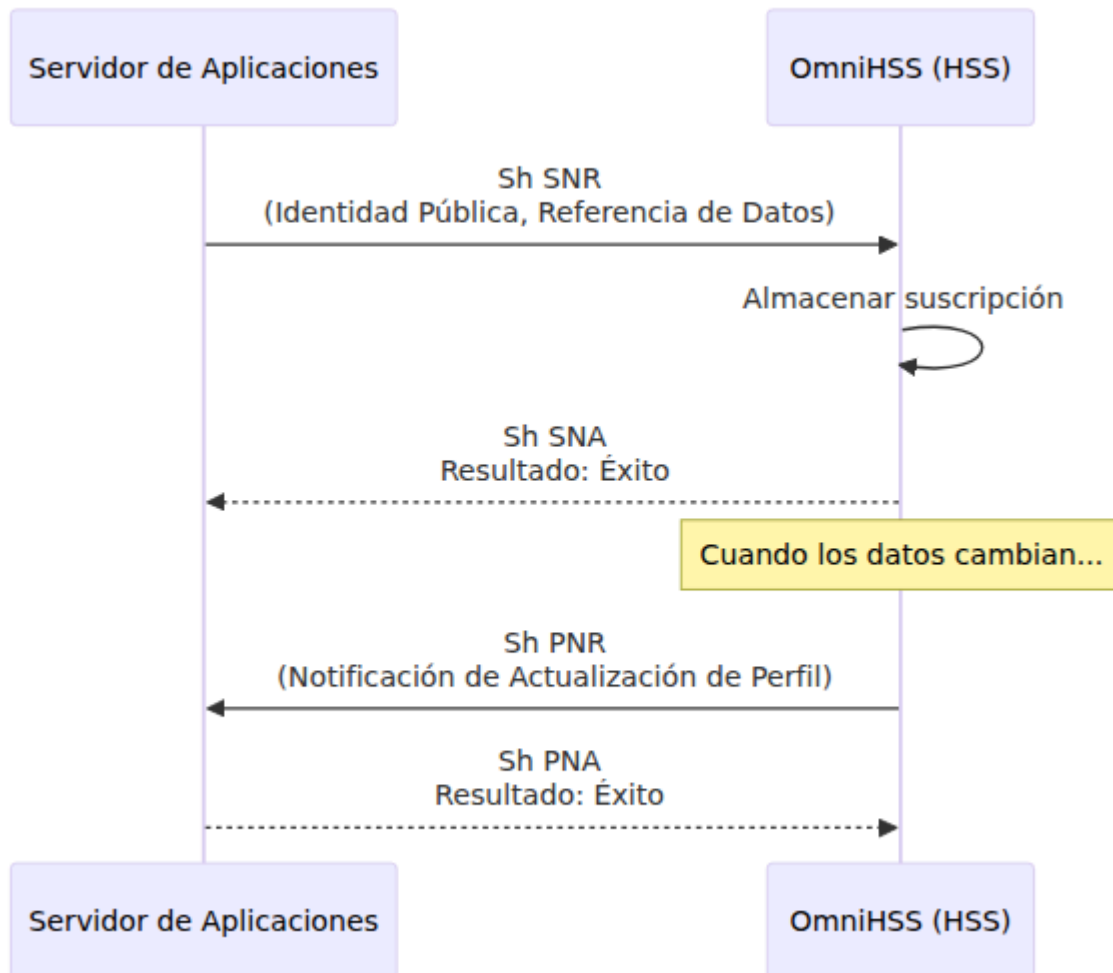 Servidor de Aplicaciones
OmniHSS (HSS)
Sh SNR
(Identidad Pública, Referencia de Datos)
Almacenar suscripción
Sh SNA
Resultado: Éxito
Cuando los datos cambian...
Sh PNR
(Notificación de Actualización de Perfil)
Sh PNA
Resultado: Éxito
Servidor de Aplicaciones
OmniHSS (HSS)